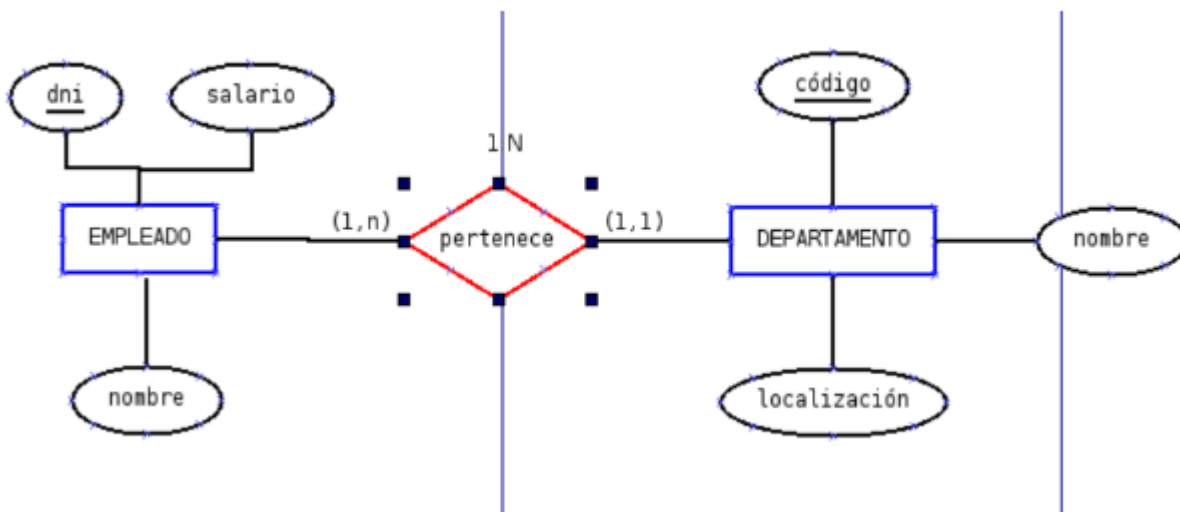 dni
salario
código
1 N
(1,n)
(1,1)
EMPLEADO
pertenece
DEPARTAMENTO
nombre
nombre
localización